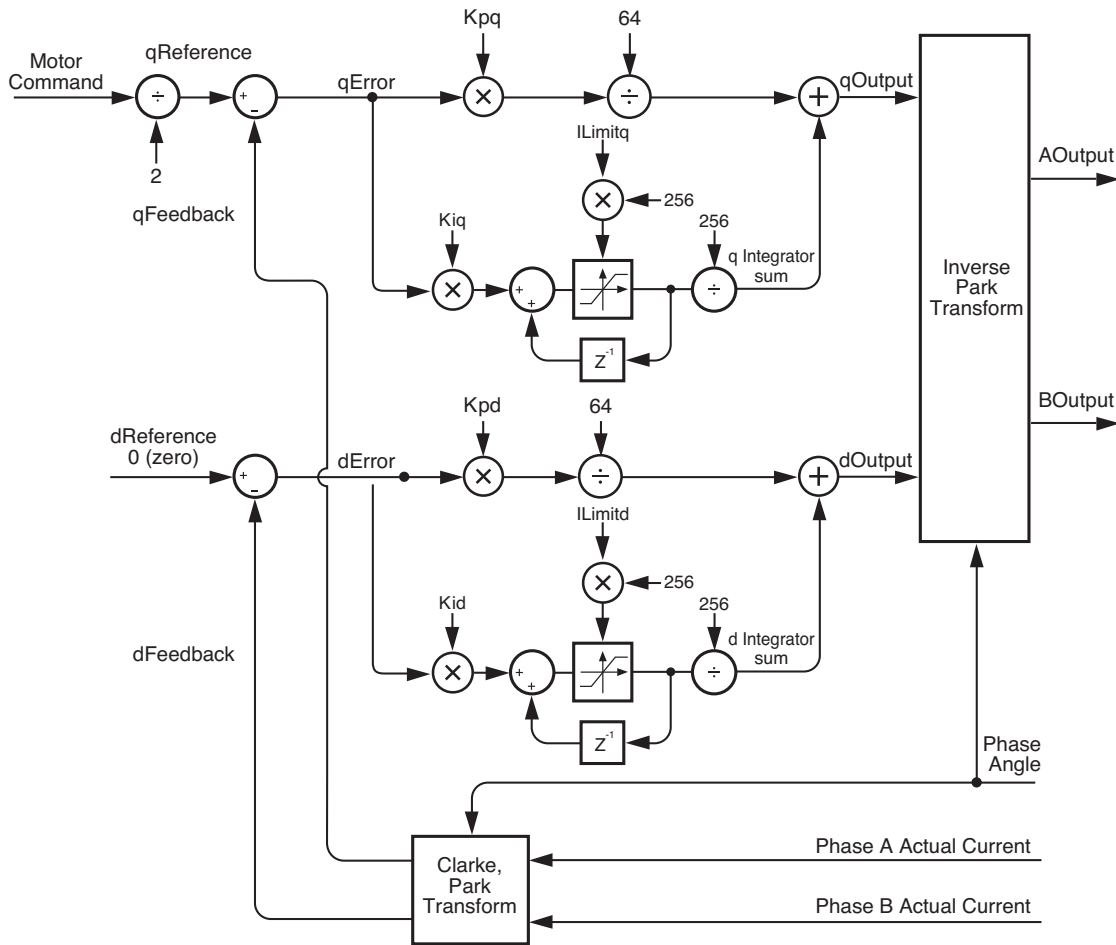 Kpq
64
Motor
Command
qReference
qError
qOutput
2
ILimitq
256
AOutput
qFeedback
Kiq
256
q Integrator
sum
Inverse
Park
Transform
Z-1
Kpd
64
BOutput
dReference
0 (zero)
dError
dOutput
ILimitd
256
Kid
256
d Integrator
sum
dFeedback
Z-1
Phase
Angle
Clarke,
Park
Transform
Phase A Actual Current
Phase B Actual Current